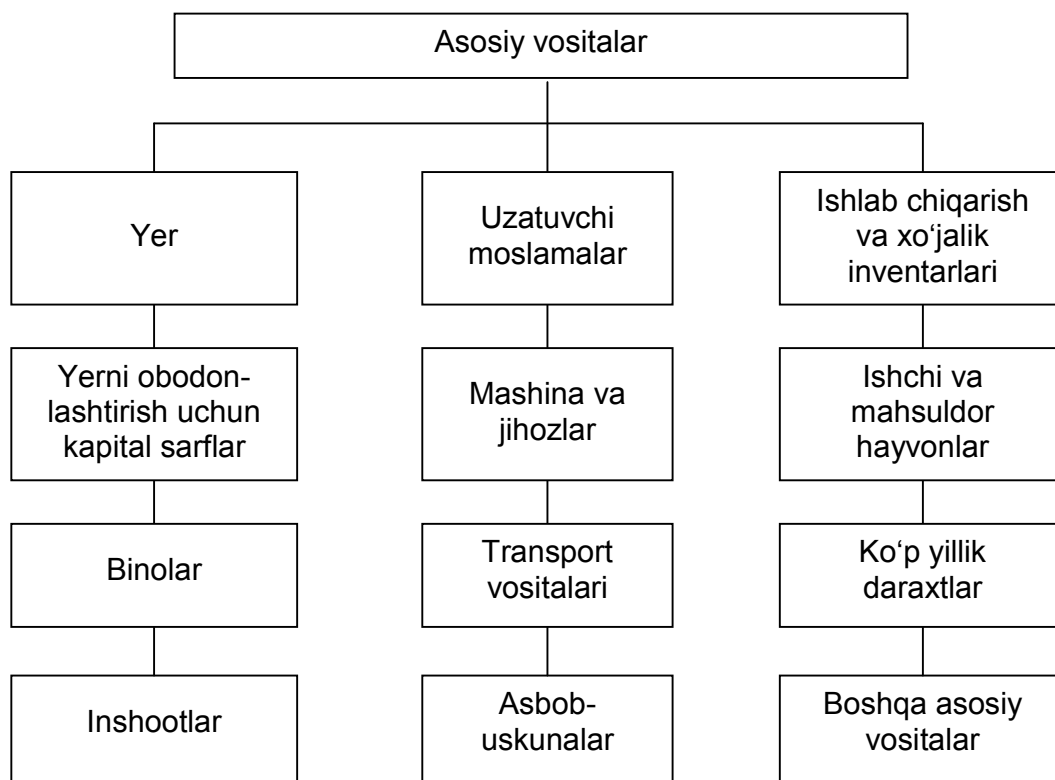 Asosiy vositalar
Yer
Uzatuvchi
moslamalar
Ishlab chiqarish
va xo‘jalik
inventarlari
Yerni obodon-
lashtirish uchun
kapital sarflar
Mashina va
jihozlar
Ishchi va
mahsuldor
hayvonlar
Binolar
Transport
vositalari
Ko‘p yillik
daraxtlar
Inshootlar
Asbob-
uskunalar
Boshqa asosiy
vositalar